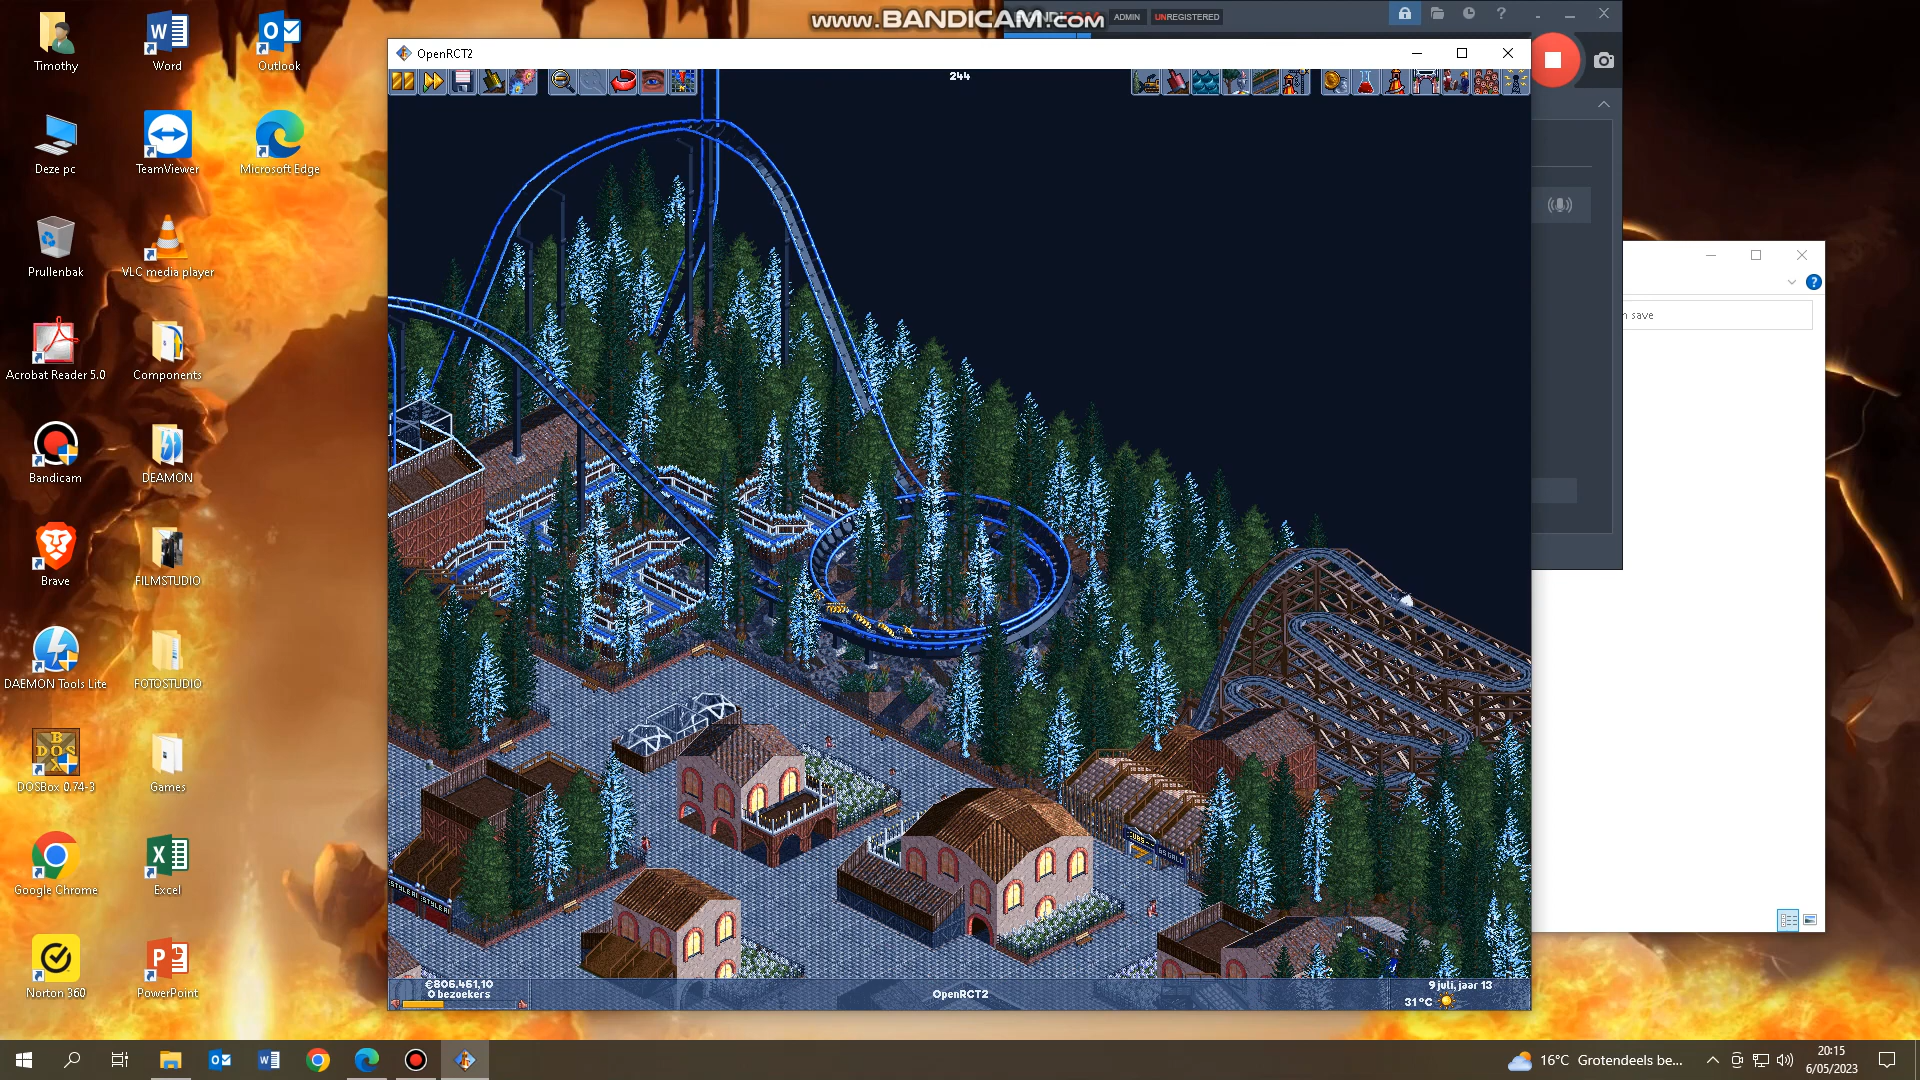 www.BANDICAM.com
ADMIN
UNREGISTERED
OpenRCT2
244
Timothy
Word
Outlook
Deze pc
TeamViewer
Microsoft Edge
Prullenbak
VLC media player
Acrobat Reader 5.0
Components
Bandicam
DEAMON
Brave
FILMSTUDIO
DAEMON Tools Lite
FOTOSTUDIO
DOSBox 0.74-3
Games
Google Chrome
Excel
Norton 360
PowerPoint
save
€806.461,10
0 bezoekers
OpenRCT2
9 juli, jaar 13
31°C
16°C Grotendeels be...
20:15
6/05/2023